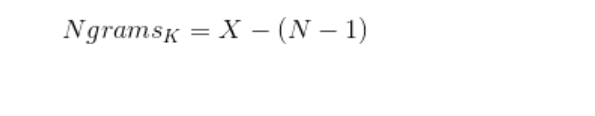 Ngrams_K = X − (N − 1)